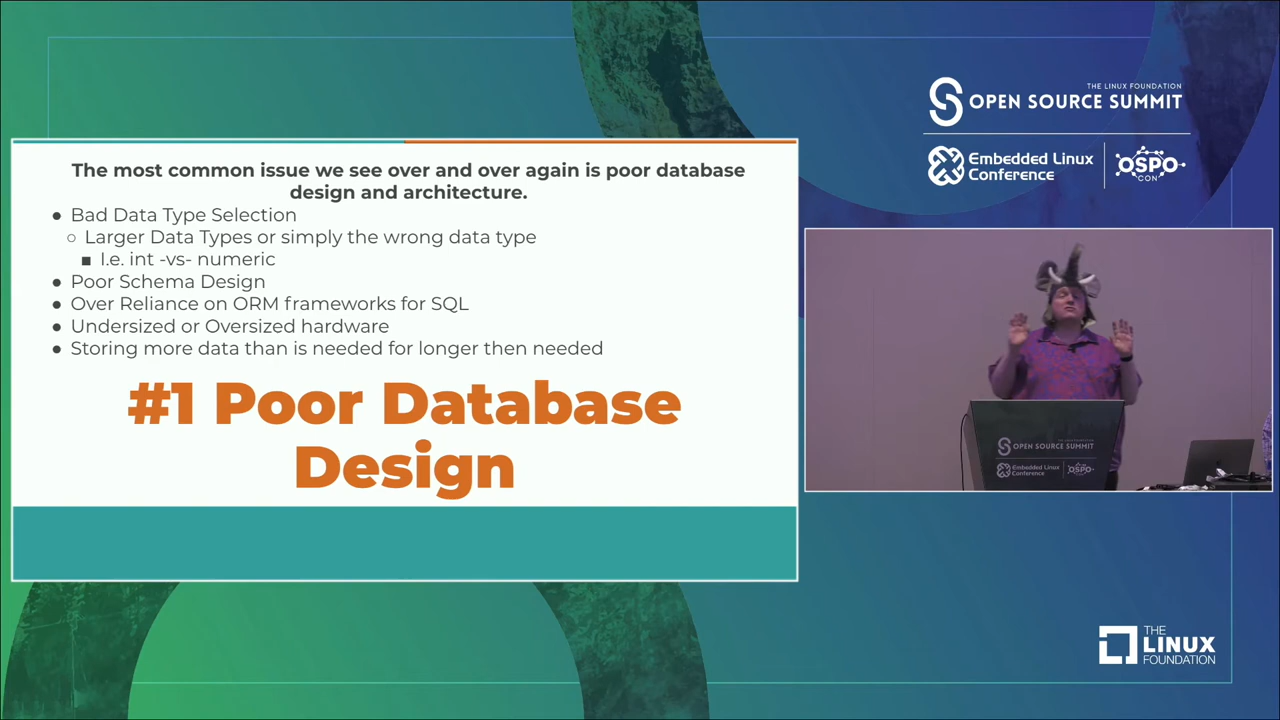 The most common issue we see over and over again is poor database
design and architecture.
● Bad Data Type Selection
○ Larger Data Types or simply the wrong data type
■ I.e. int -vs- numeric
● Poor Schema Design
● Over Reliance on ORM frameworks for SQL
● Undersized or Oversized hardware
● Storing more data than is needed for longer then needed
#1 Poor Database
Design
THE LINUX FOUNDATION
OPEN SOURCE SUMMIT
Embedded Linux
Conference
OSPO
CON
OPEN SOURCE SUMMIT
Embedded Linux
Conference
OSPO
THE
LINUX
FOUNDATION